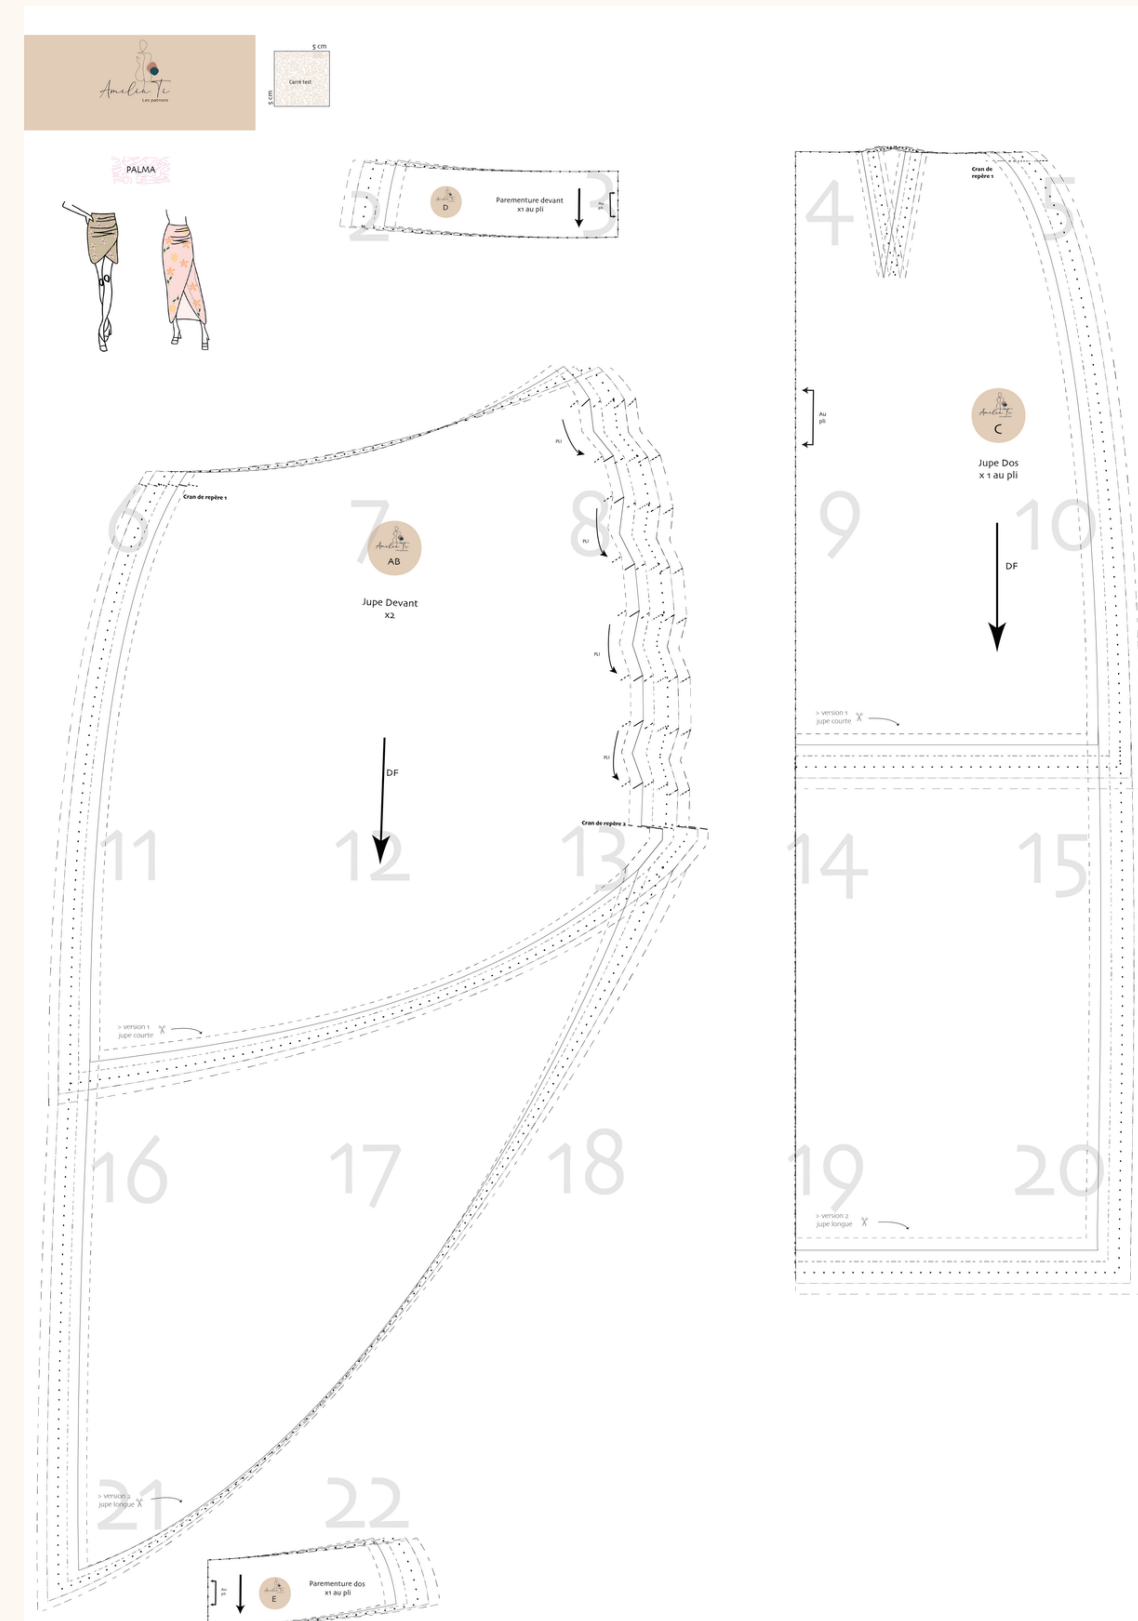 Amelia Ti
Les patrons
5 cm
5 cm
Carré test
PALMA
2
3
D
Parementure devant
x1 au pli
Au
pli
4
5
Cran de
repère 1
Au
pli
C
Jupe Dos
x 1 au pli
PLI
Cran de repère 1
6
7
8
PLI
AB
Jupe Devant
x2
9
10
DF
PLI
> version 1
jupe courte
PLI
DF
Cran de repère 2
11
12
13
14
15
> version 1
jupe courte
16
17
18
19
20
> version 2
jupe longue
21
22
> version 2
jupe longue
Au
pli
E
Parementure dos
x1 au pli